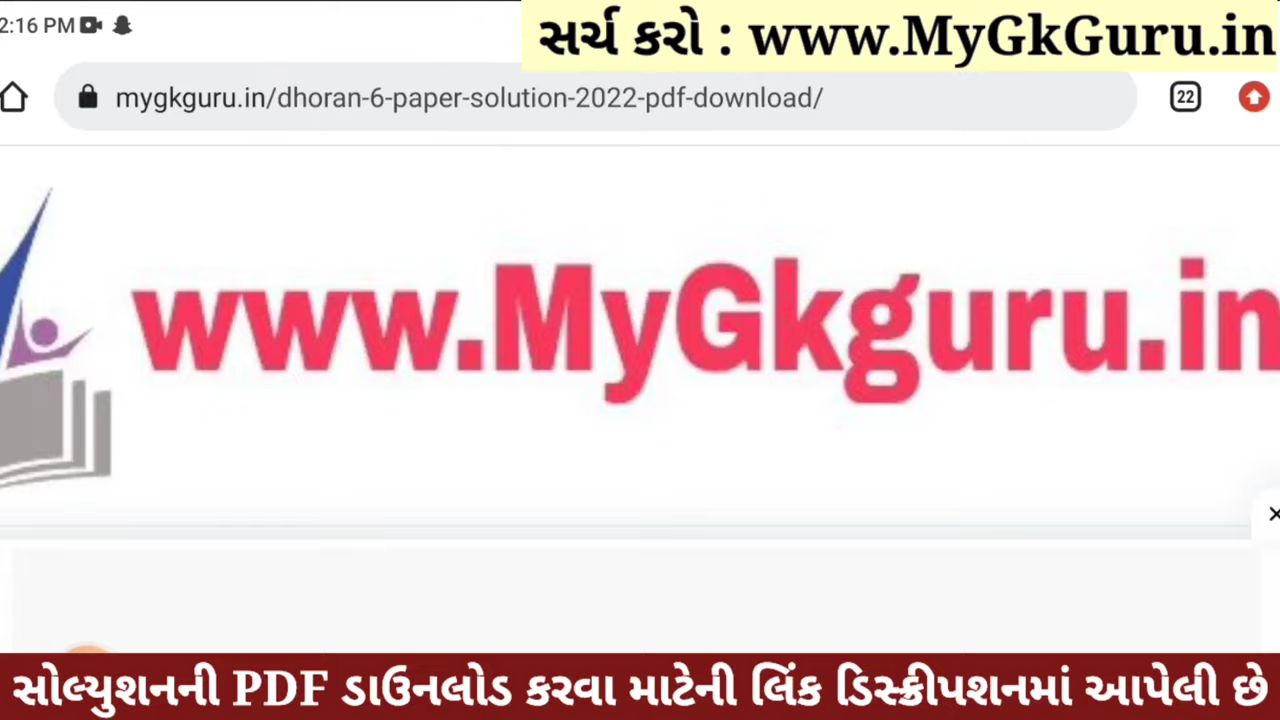 2:16 PM
સર્ચ કરો : www.MyGkGuru.in
mygkguru.in/dhoran-6-paper-solution-2022-pdf-download/
22
www.MyGkguru.in
સોલ્યુશનની PDF ડાઉનલોડ કરવા માટેની લિંક ડિસ્ક્રીપશનમાં આપેલી છે